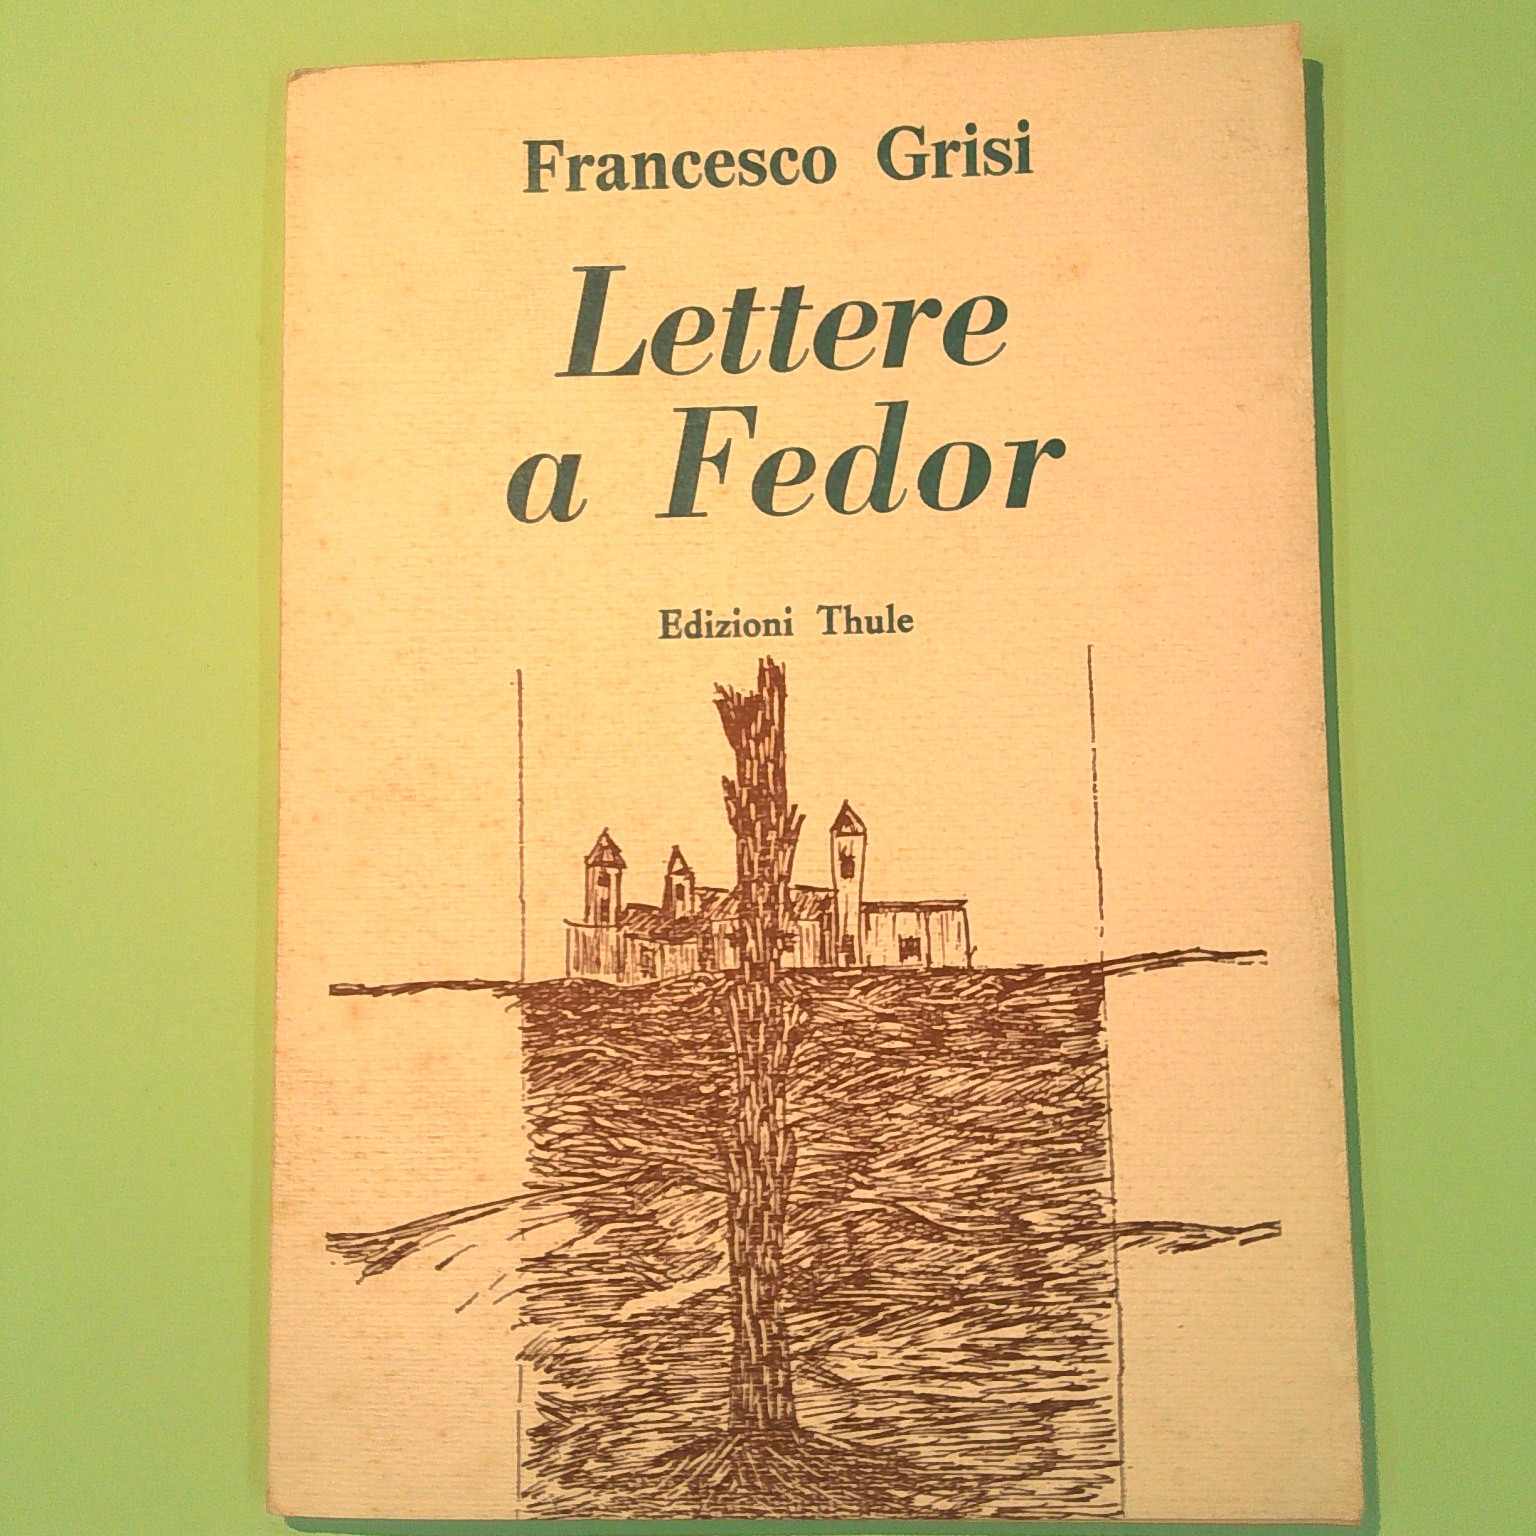 Francesco Grisi
Lettere
a Fedor
Edizioni Thule